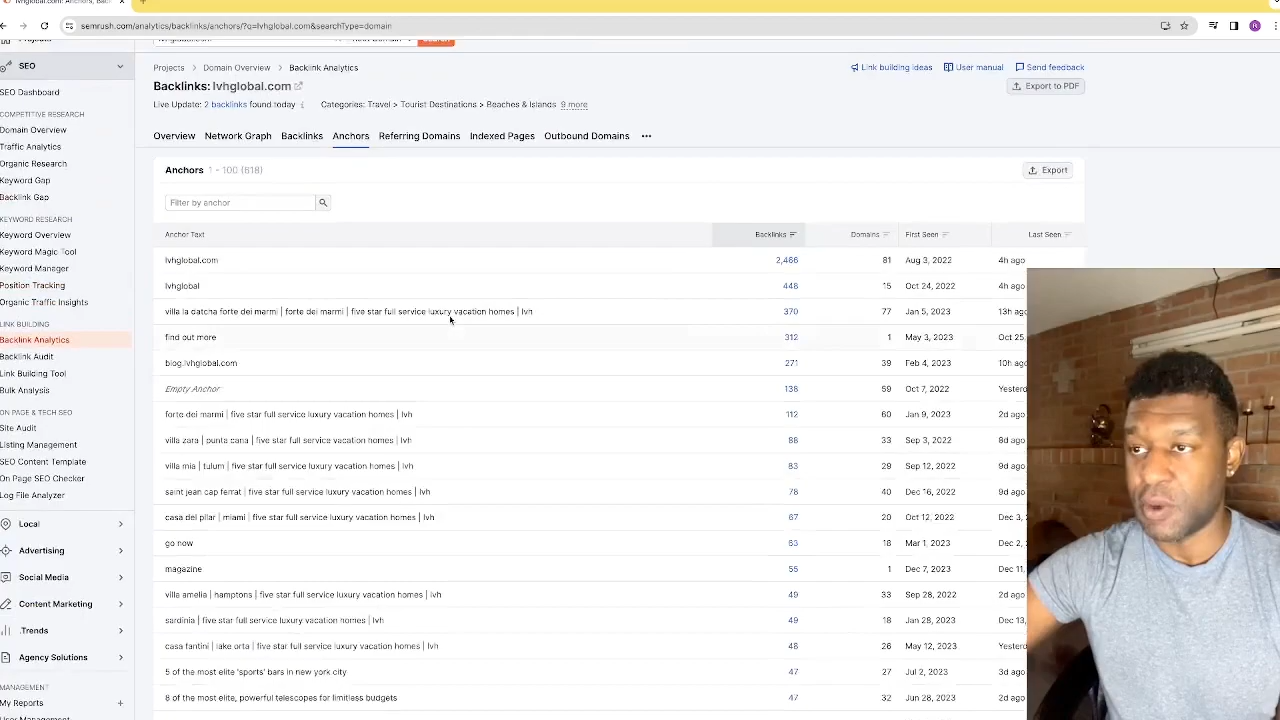 lvhglobal.com: Anchors, Back
semrush.com/analytics/backlinks/anchors/?q=lvhglobal.com&searchType=domain
R
SEO
SEO Dashboard
COMPETITIVE RESEARCH
Domain Overview
Traffic Analytics
Organic Research
Keyword Gap
Backlink Gap
KEYWORD RESEARCH
Keyword Overview
Keyword Magic Tool
Keyword Manager
Position Tracking
Organic Traffic Insights
LINK BUILDING
Backlink Analytics
Backlink Audit
Link Building Tool
Bulk Analysis
ON PAGE & TECH SEO
Site Audit
Listing Management
SEO Content Template
On Page SEO Checker
Log File Analyzer
Local
Advertising
Social Media
Content Marketing
.Trends
Agency Solutions
MANAGEMENT
My Reports
Projects > Domain Overview > Backlink Analytics
Link building ideas User manual Send feedback
Backlinks: lvhglobal.com
Export to PDF
Live Update: 2 backlinks found today i Categories: Travel > Tourist Destinations > Beaches & Islands 9 more
Overview Network Graph Backlinks Anchors Referring Domains Indexed Pages Outbound Domains
Anchors 1 - 100 (618)
Export
Filter by anchor
Anchor Text Backlinks Domains First Seen Last Seen
lvhglobal.com 2,466 81 Aug 3, 2022 4h ago
lvhglobal 448 15 Oct 24, 2022 4h ago
villa la datcha forte dei marmi | forte dei marmi | five star full service luxury vacation homes | lvh 370 77 Jan 5, 2023 13h ago
find out more 312 1 May 3, 2023 Oct 25,
blog.lvhglobal.com 271 39 Feb 4, 2023 10h ago
Empty Anchor 138 59 Oct 7, 2022 Yesterd
forte dei marmi | five star full service luxury vacation homes | lvh 112 60 Jan 9, 2023 2d ago
villa zara | punta cana | five star full service vacation homes | lvh 88 33 Sep 3, 2022 8d ago
villa mia | tulum | five star full service luxury vacation homes | lvh 83 29 Sep 12, 2022 9d ago
saint jean cap ferrat | five star full service luxury vacation homes | lvh 78 40 Dec 16, 2022 9d ago
casa del pilar | miami | five star full service luxury vacation homes | lvh 67 20 Oct 12, 2022 Dec 3,
go now 63 18 Mar 1, 2023 Dec 2,
magazine 55 1 Dec 7, 2023 Dec 11,
villa amelia | hamptons | five star full service luxury vacation homes | lvh 49 33 Sep 28, 2022 2d ago
sardinia | five star full service luxury vacation homes | lvh 49 18 Jan 28, 2023 Dec 13,
casa fantini | lake orta | five star full service luxury vacation homes | lvh 48 26 May 12, 2023 Yesterd
5 of the most elite 'sports' bars in new york city 47 27 Jul 2, 2023 3d ago
8 of the most elite, powerful telescopes for limitless budgets 47 32 Jun 28, 2023 2d ago